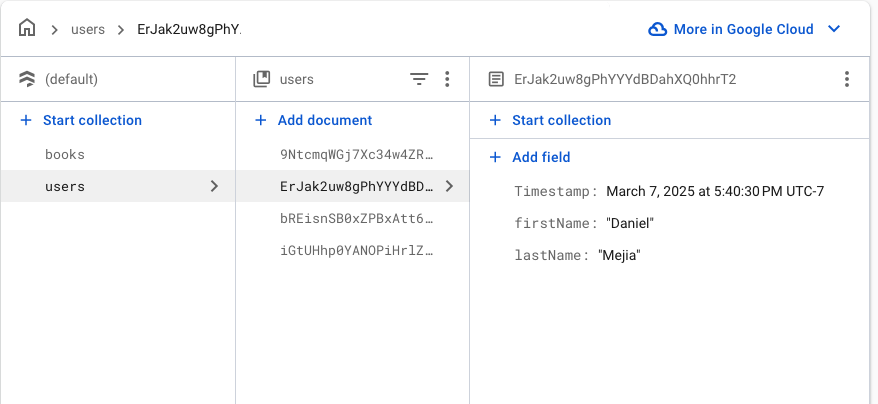 users ErJak2uw8gPhY.
More in Google Cloud
(default)
users
ErJak2uw8gPhYYYdBDahXQ0hhrT2
+ Start collection
+ Add document
+ Start collection
books
users
9NtcmqWGj7Xc34w4ZR…
ErJak2uw8gPhYYYdBD…
bREisnSB0xZPBxAtt6…
iGtUHhp0YANOPiHrlZ…
+ Add field
Timestamp: March 7, 2025 at 5:40:30 PM UTC-7
firstName: "Daniel"
lastName: "Mejia"